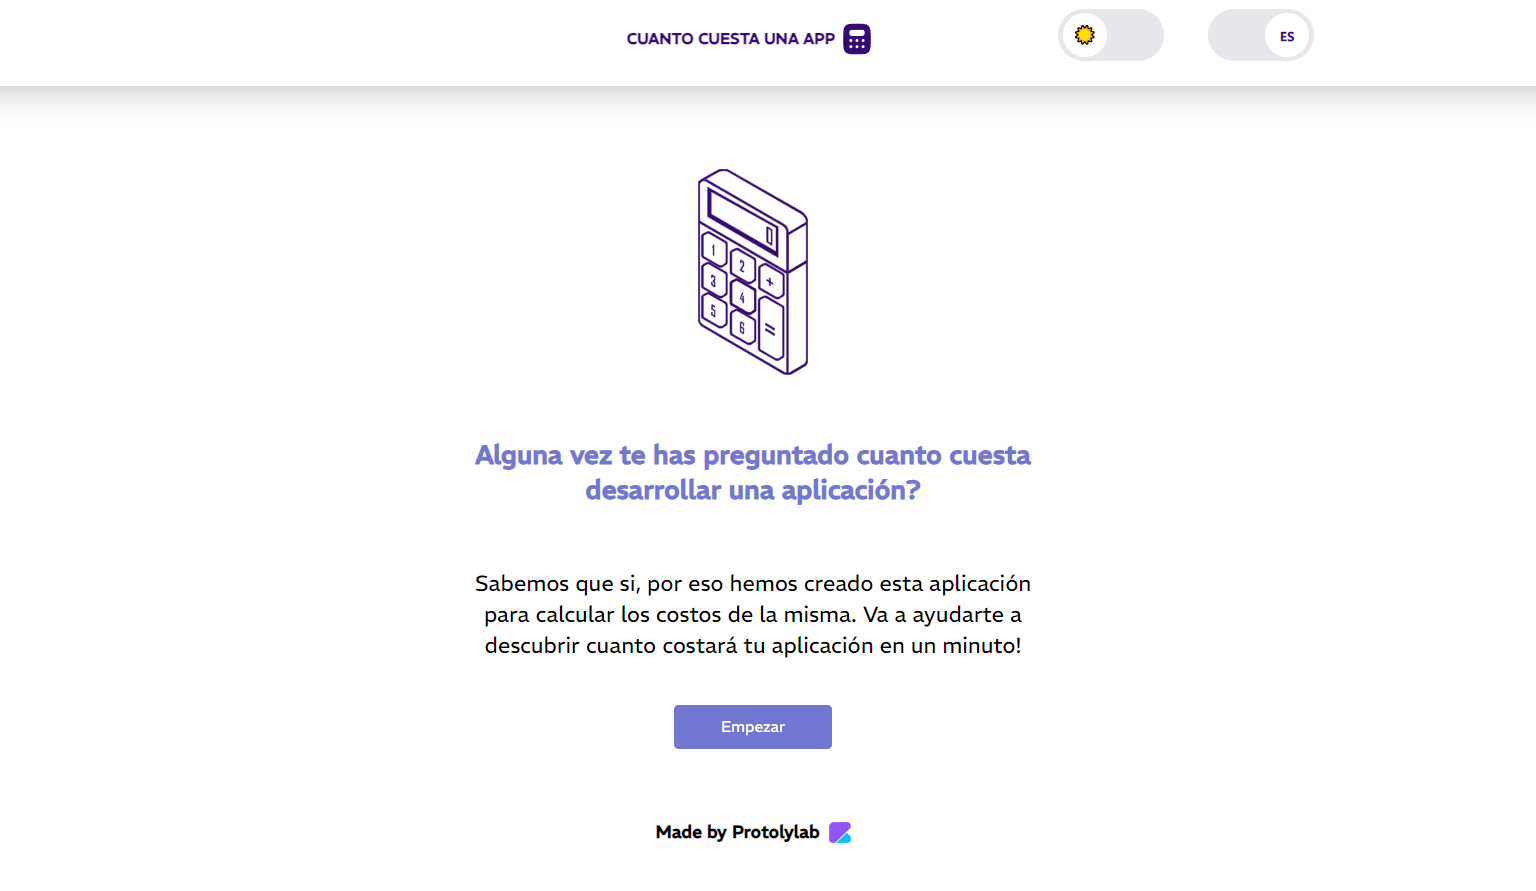 CUANTO CUESTA UNA APP
ES
0
1
2
+
3
4
5
6
=
Alguna vez te has preguntado cuanto cuesta
desarrollar una aplicación?
Sabemos que si, por eso hemos creado esta aplicación
para calcular los costos de la misma. Va a ayudarte a
descubrir cuanto costará tu aplicación en un minuto!
Empezar
Made by Protolylab